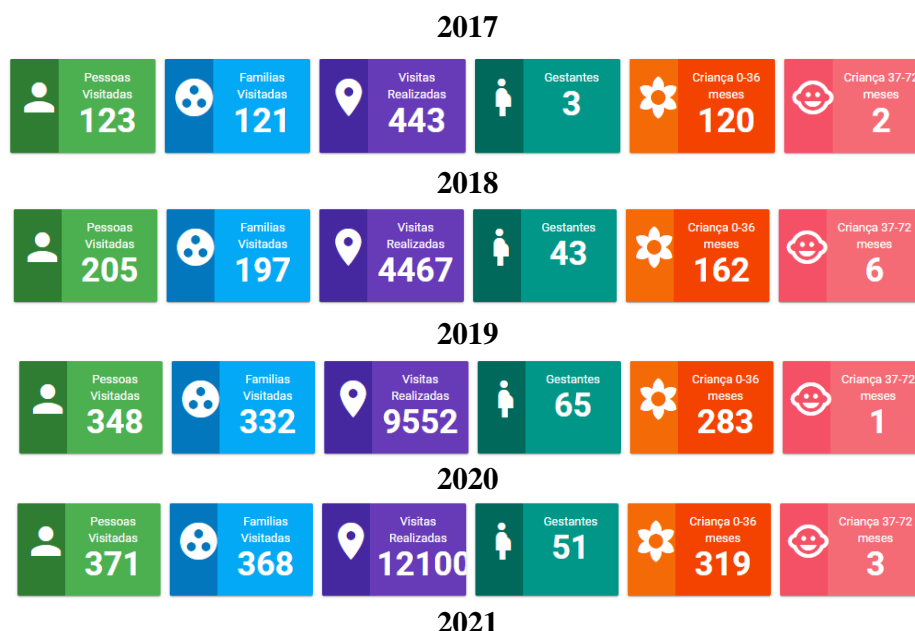 2017
Pessoas
Visitadas
123
Familias
Visitadas
121
Visitas
Realizadas
443
Gestantes
3
Criança 0-36
meses
120
Criança 37-72
meses
2
2018
Pessoas
Visitadas
205
Familias
Visitadas
197
Visitas
Realizadas
4467
Gestantes
43
Criança 0-36
meses
162
Criança 37-72
meses
6
2019
Pessoas
Visitadas
348
Familias
Visitadas
332
Visitas
Realizadas
9552
Gestantes
65
Criança 0-36
meses
283
Criança 37-72
meses
1
2020
Pessoas
Visitadas
371
Familias
Visitadas
368
Visitas
Realizadas
12100
Gestantes
51
Criança 0-36
meses
319
Criança 37-72
meses
3
2021